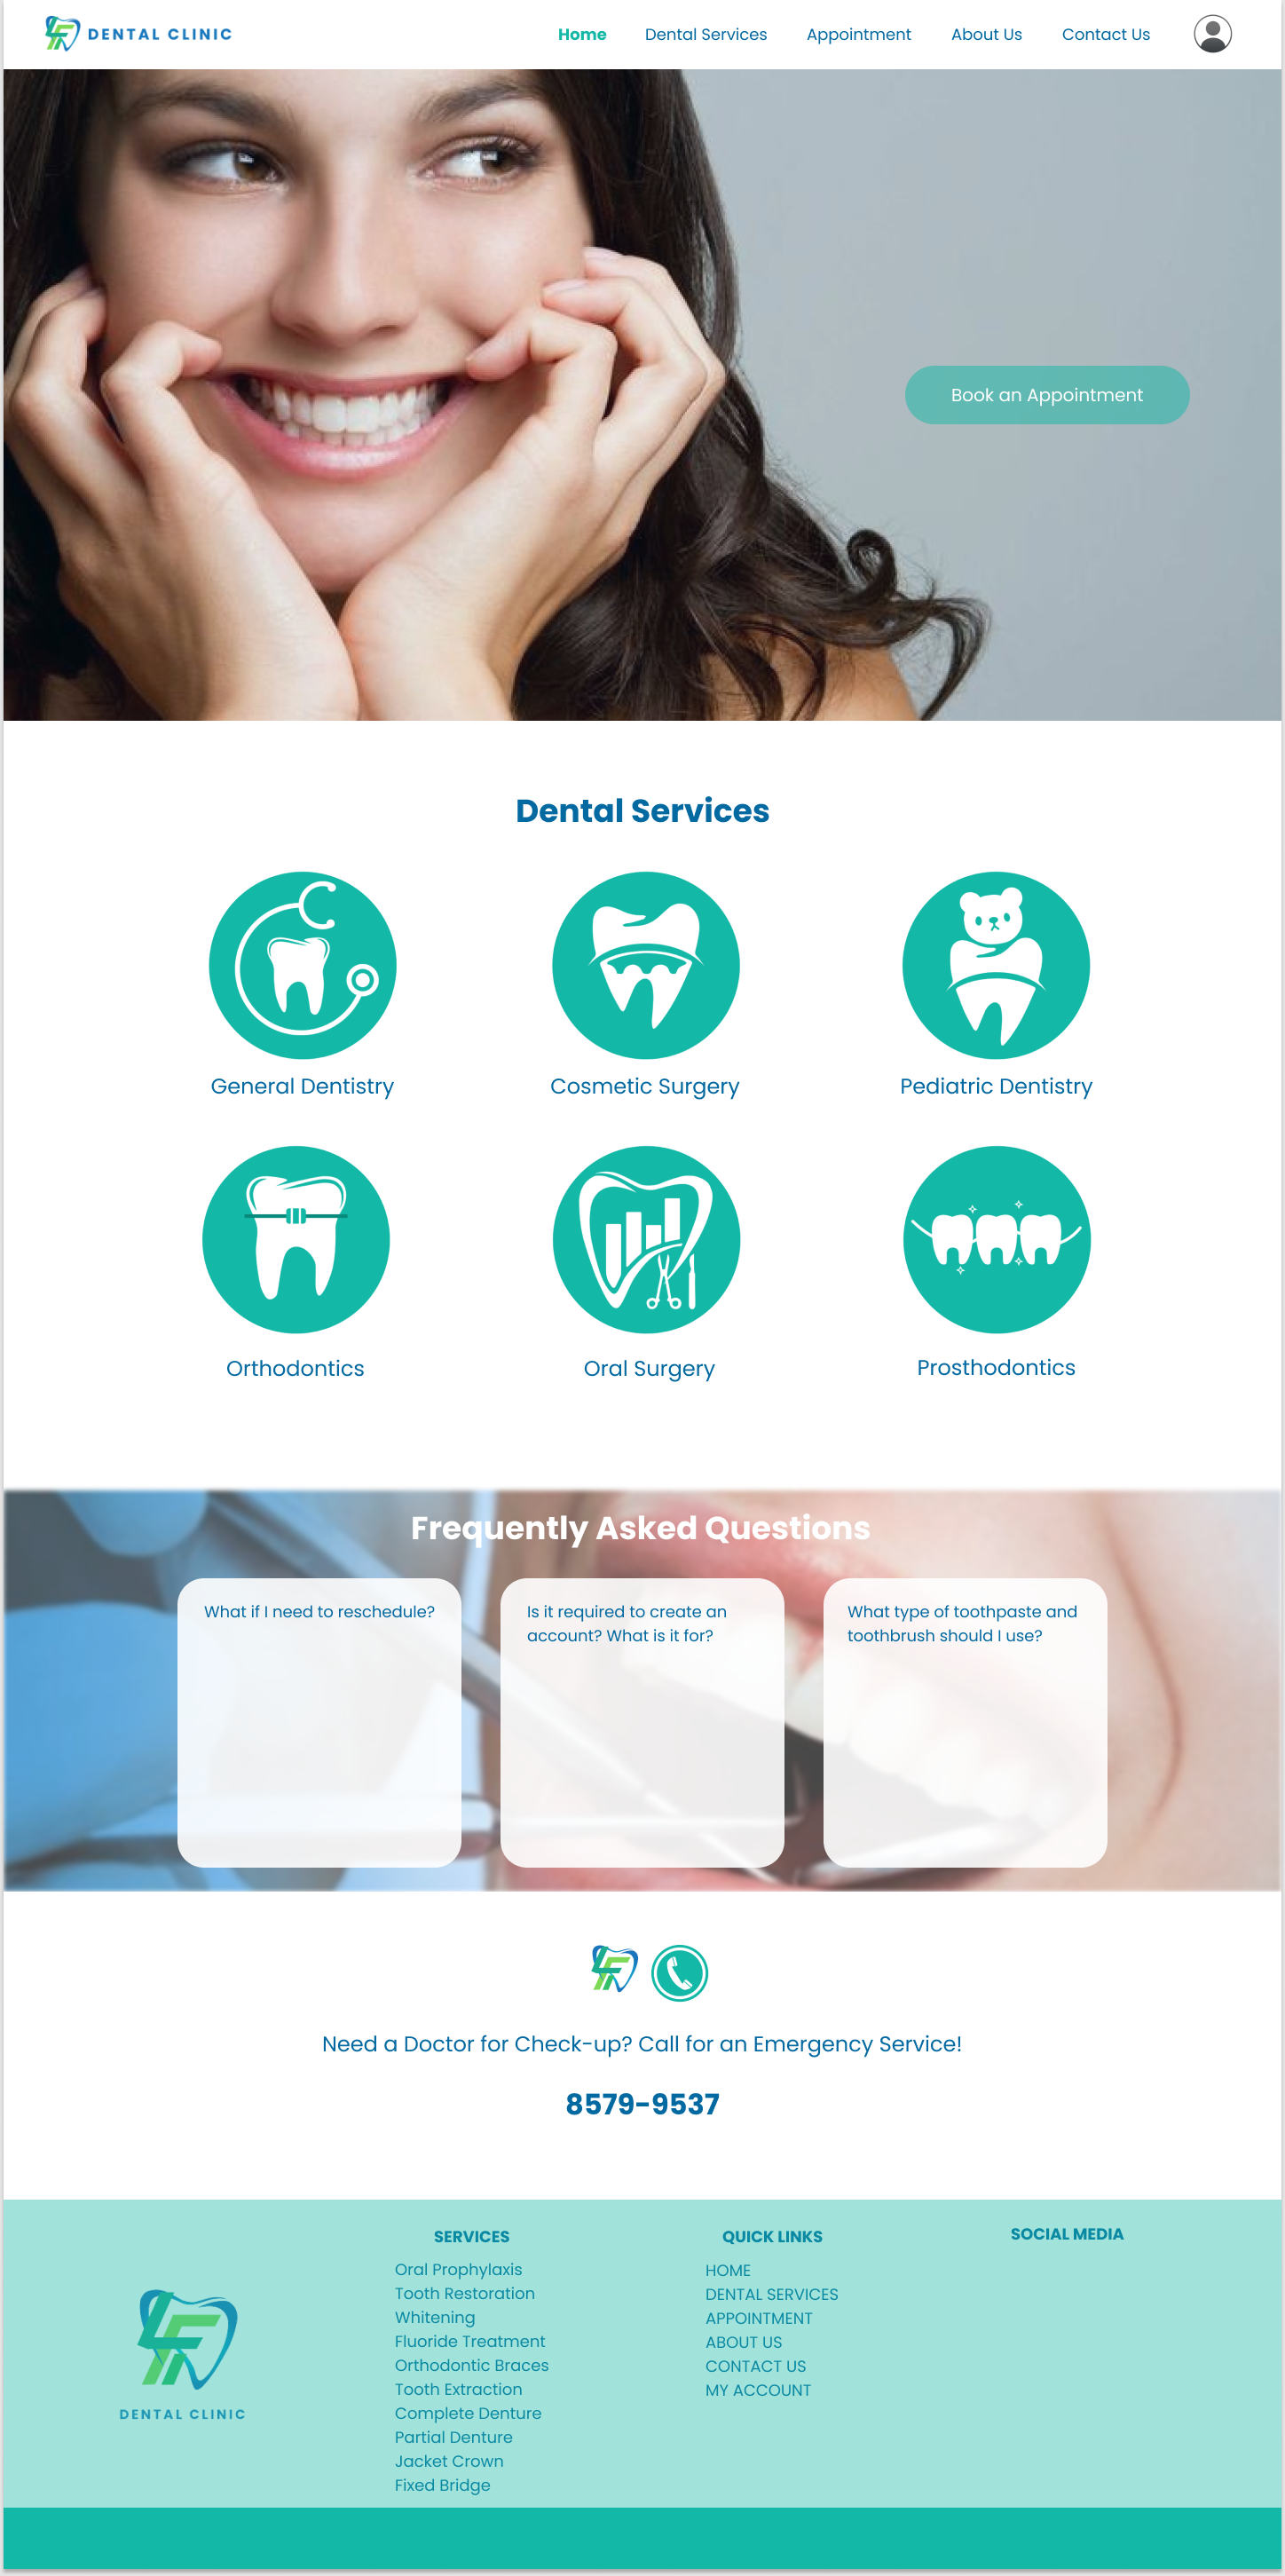 DENTAL CLINIC
Home
Dental Services
Appointment
About Us
Contact Us
Book an Appointment
Dental Services
General Dentistry
Cosmetic Surgery
Pediatric Dentistry
Orthodontics
Oral Surgery
Prosthodontics
Frequently Asked Questions
What if I need to reschedule?
Is it required to create an
account? What is it for?
What type of toothpaste and
toothbrush should I use?
Need a Doctor for Check-up? Call for an Emergency Service!
8579-9537
DENTAL CLINIC
SERVICES
Oral Prophylaxis
Tooth Restoration
Whitening
Fluoride Treatment
Orthodontic Braces
Tooth Extraction
Complete Denture
Partial Denture
Jacket Crown
Fixed Bridge
QUICK LINKS
HOME
DENTAL SERVICES
APPOINTMENT
ABOUT US
CONTACT US
MY ACCOUNT
SOCIAL MEDIA